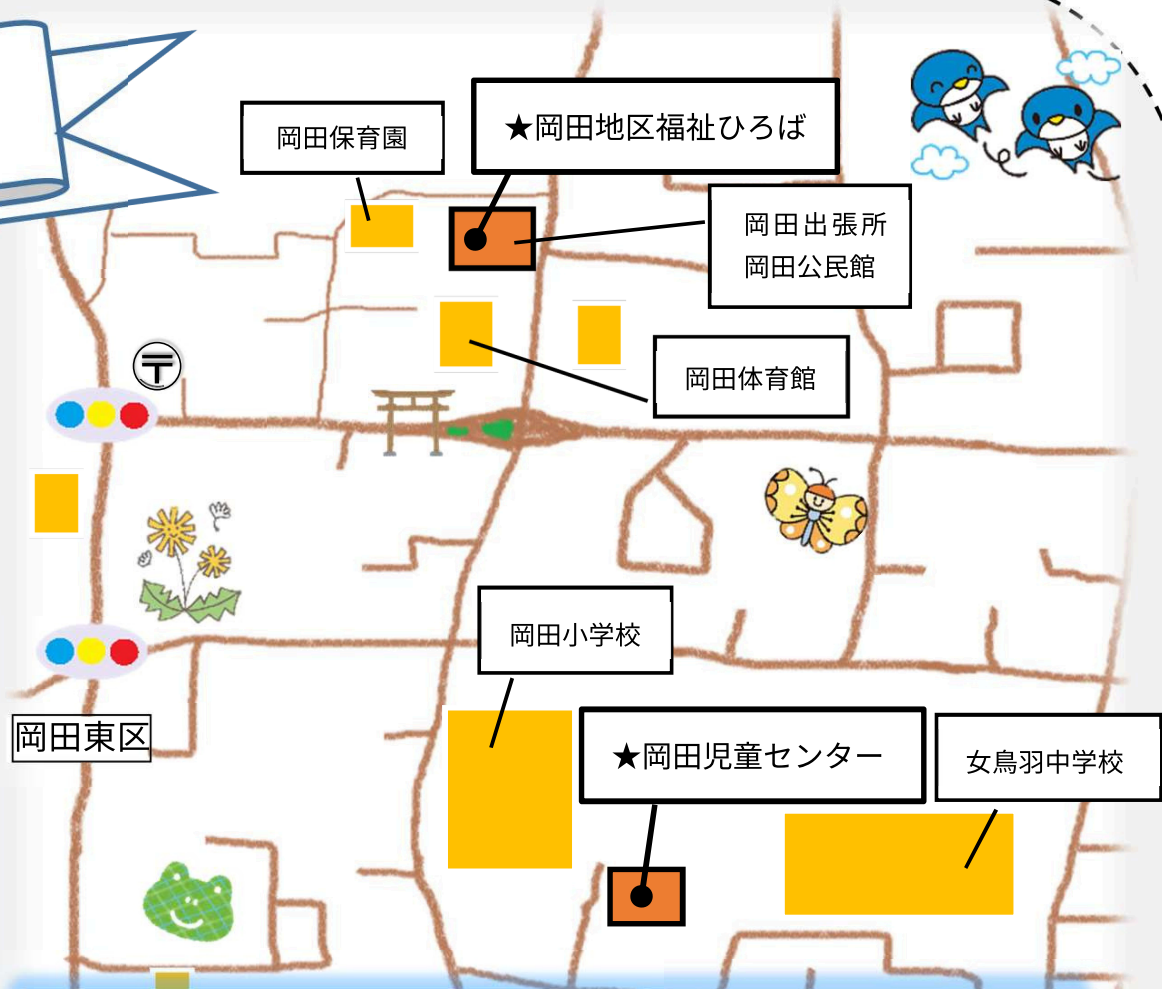 岡田保育園
★岡田地区福祉ひろば
岡田出張所
岡田公民館
岡田体育館
〒
岡田小学校
岡田東区
★岡田児童センター
女鳥羽中学校